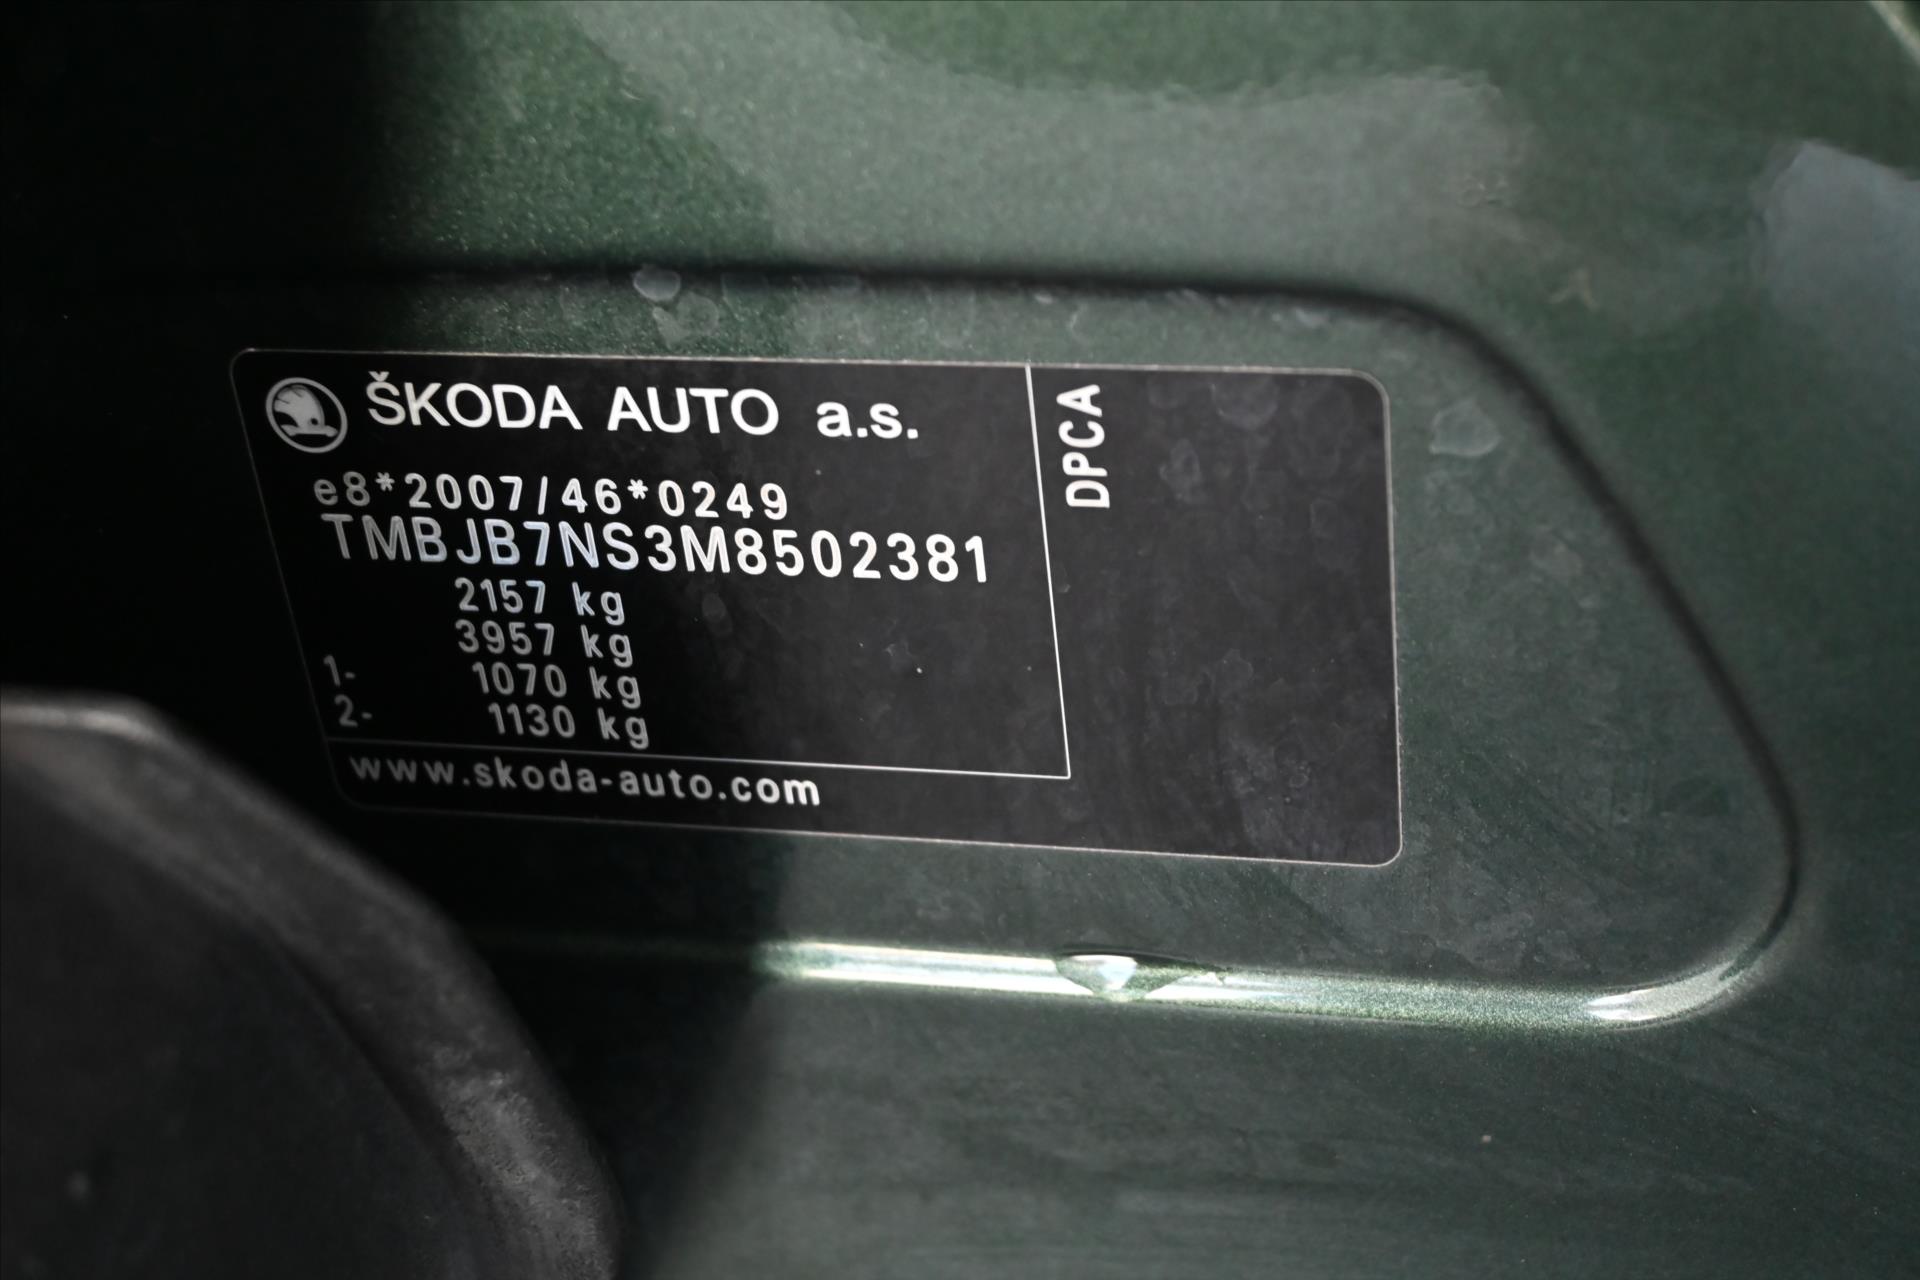 ŠKODA AUTO a.s.
e8*2007/46*0249
TMBJB7NS3M8502381
2157 kg
3957 kg
1- 1070 kg
2- 1130 kg
www.skoda-auto.com
DPCA